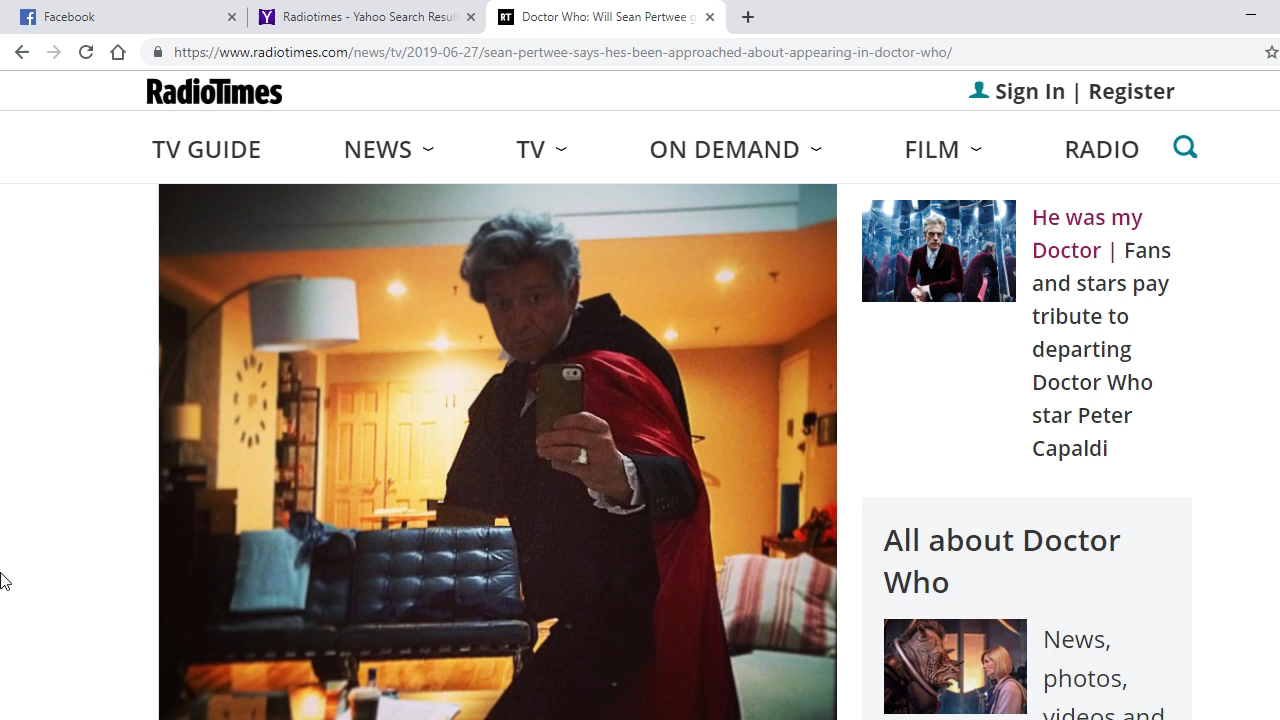 Facebook
Radiotimes - Yahoo Search Resul
RT
Doctor Who: Will Sean Pertwee g
https://www.radiotimes.com/news/tv/2019-06-27/sean-pertwee-says-hes-been-approached-about-appearing-in-doctor-who/
RadioTimes
Sign In | Register
TV GUIDE
NEWS
TV
ON DEMAND
FILM
RADIO
He was my
Doctor | Fans
and stars pay
tribute to
departing
Doctor Who
star Peter
Capaldi
All about Doctor
Who
News,
photos,
videos and